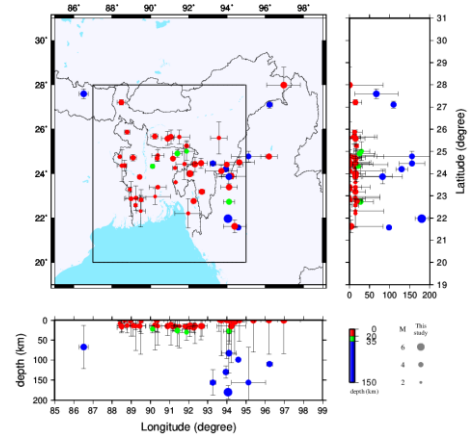 86° 88° 90° 92° 94° 96° 98°
30° 28° 26° 24° 22° 20°
31 30 29 28 27 26 25 24 23 22 21 20 19
Latitude (degree)
0 50 100 150 200
0 50 100 150 200
depth (km)
85 86 87 88 89 90 91 92 93 94 95 96 97 98 99
Longitude (degree)
0
20
35
150
depth (km)
M
6
4
2
This
study